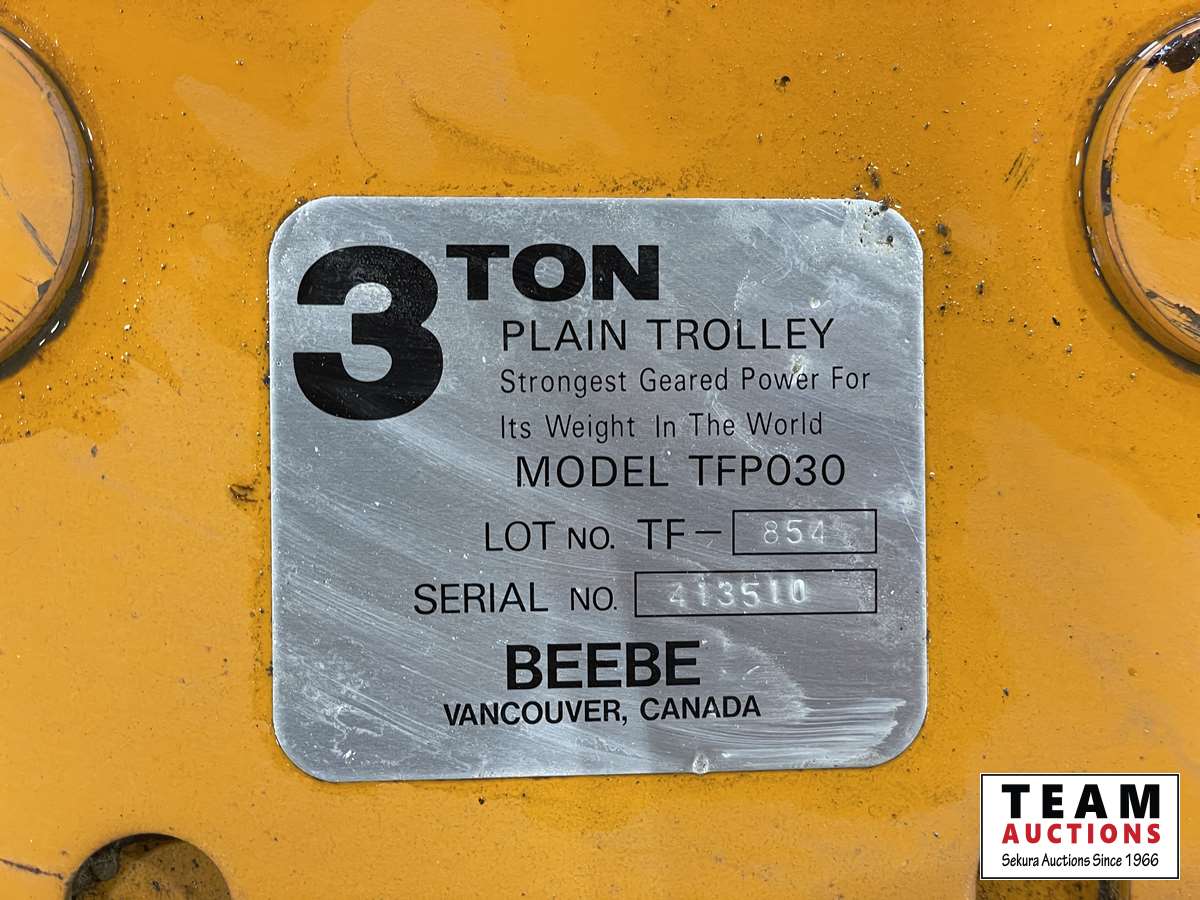 3 TON
PLAIN TROLLEY
Strongest Geared Power For
Its Weight In The World
MODEL TFP030
LOT NO. TF- 854
SERIAL NO. 413510
BEEBE
VANCOUVER, CANADA
TEAM
AUCTIONS
Sekura Auctions Since 1966